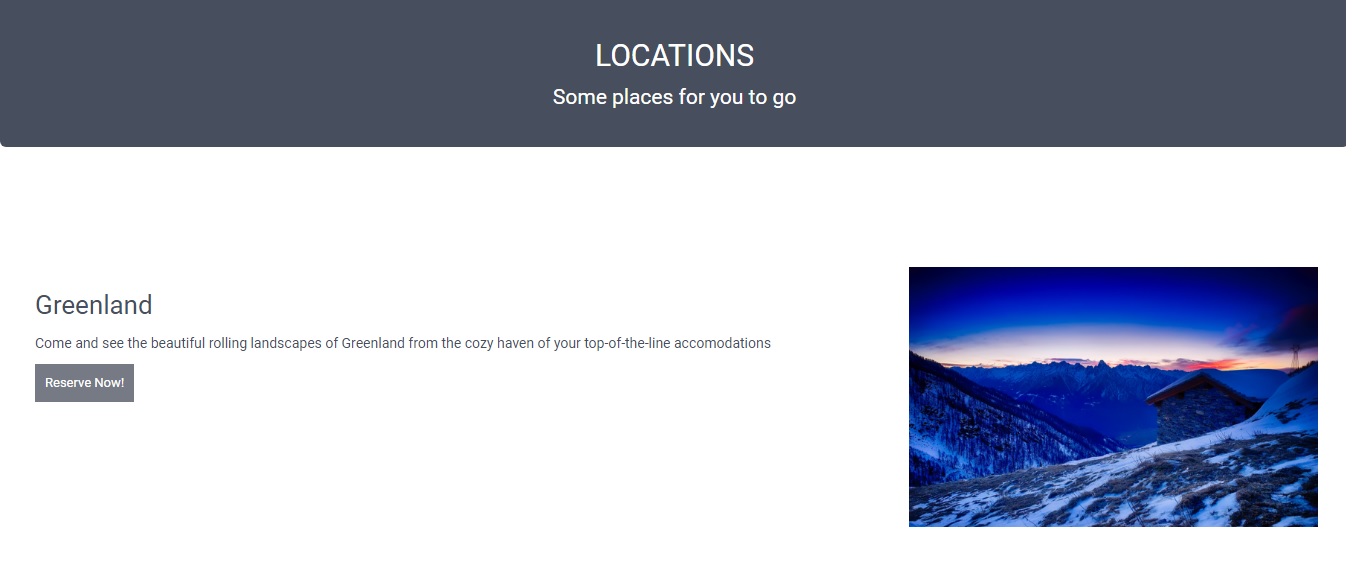 LOCATIONS
Some places for you to go
Greenland
Come and see the beautiful rolling landscapes of Greenland from the cozy haven of your top-of-the-line accomodations
Reserve Now!